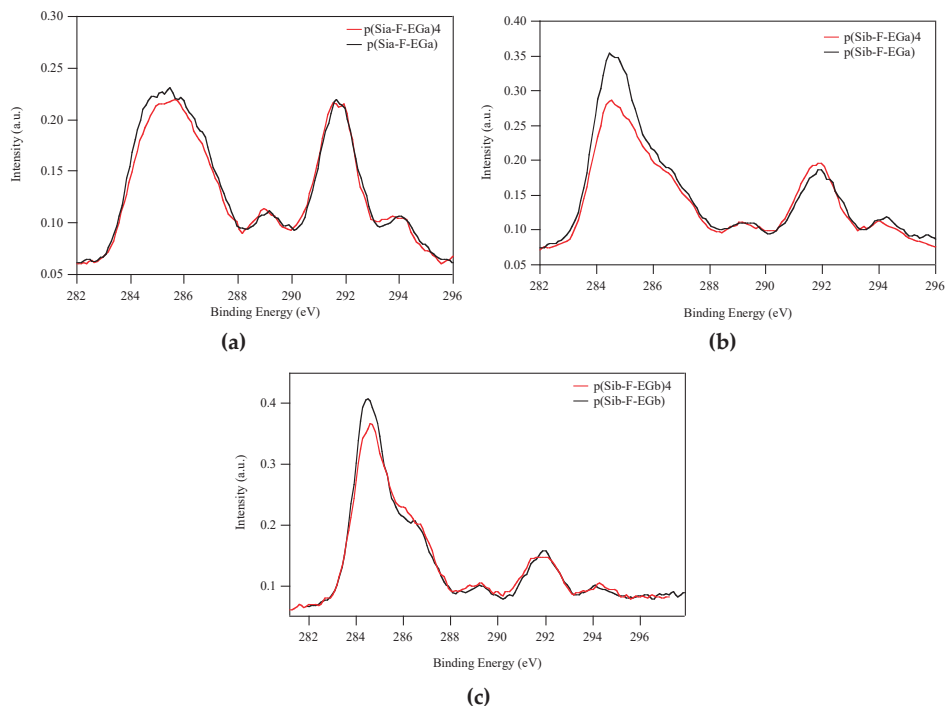 0.30
0.25
0.20
0.15
0.10
0.05
Intensity (a.u.)
p(Sia-F-EGa)4
p(Sia-F-EGa)
282 284 286 288 290 292 294 296
Binding Energy (eV)
(a)
0.40
0.35
0.30
0.25
0.20
0.15
0.10
0.05
Intensity (a.u.)
p(Sib-F-EGa)4
p(Sib-F-EGa)
282 284 286 288 290 292 294 296
Binding Energy (eV)
(b)
0.4
0.3
0.2
0.1
Intensity (a.u.)
p(Sib-F-EGb)4
p(Sib-F-EGb)
282 284 286 288 290 292 294 296
Binding Energy (eV)
(c)